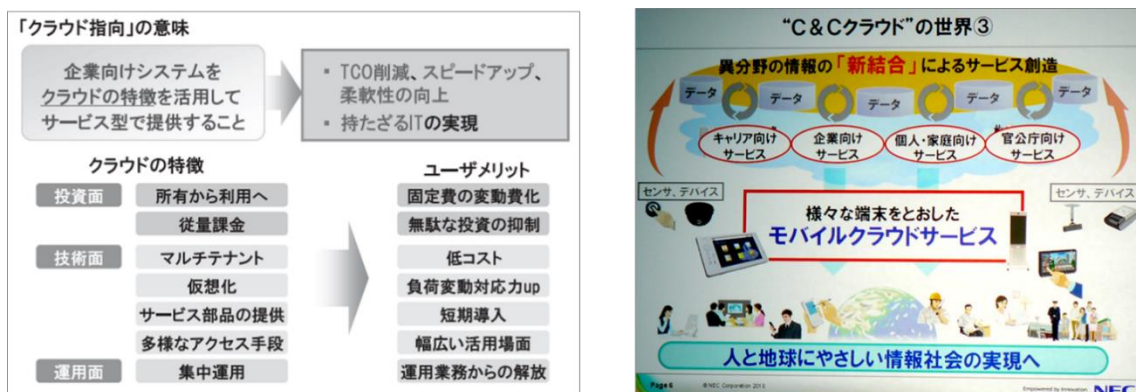 「クラウド指向」の意味
企業向けシステムを
クラウドの特徴を活用して
サービス型で提供すること
▪ TCO削減、スピードアップ、
柔軟性の向上
▪ 持たざるITの実現
クラウドの特徴
ユーザメリット
投資面
所有から利用へ
固定費の変動費化
従量課金
無駄な投資の抑制
技術面
マルチテナント
低コスト
仮想化
負荷変動対応力up
サービス部品の提供
短期導入
多様なアクセス手段
幅広い活用場面
運用面
集中運用
運用業務からの解放
“C&Cクラウド”の世界③
異分野の情報の「新結合」によるサービス創造
データ
データ
データ
データ
データ
キャリア向け
サービス
企業向け
サービス
個人・家庭向け
サービス
官公庁向け
サービス
センサ、デバイス
センサ、デバイス
様々な端末をとおした
モバイルクラウドサービス
人と地球にやさしい情報社会の実現へ
Page 6
© NEC Corporation 2010
Empowered by Innovation
NEC